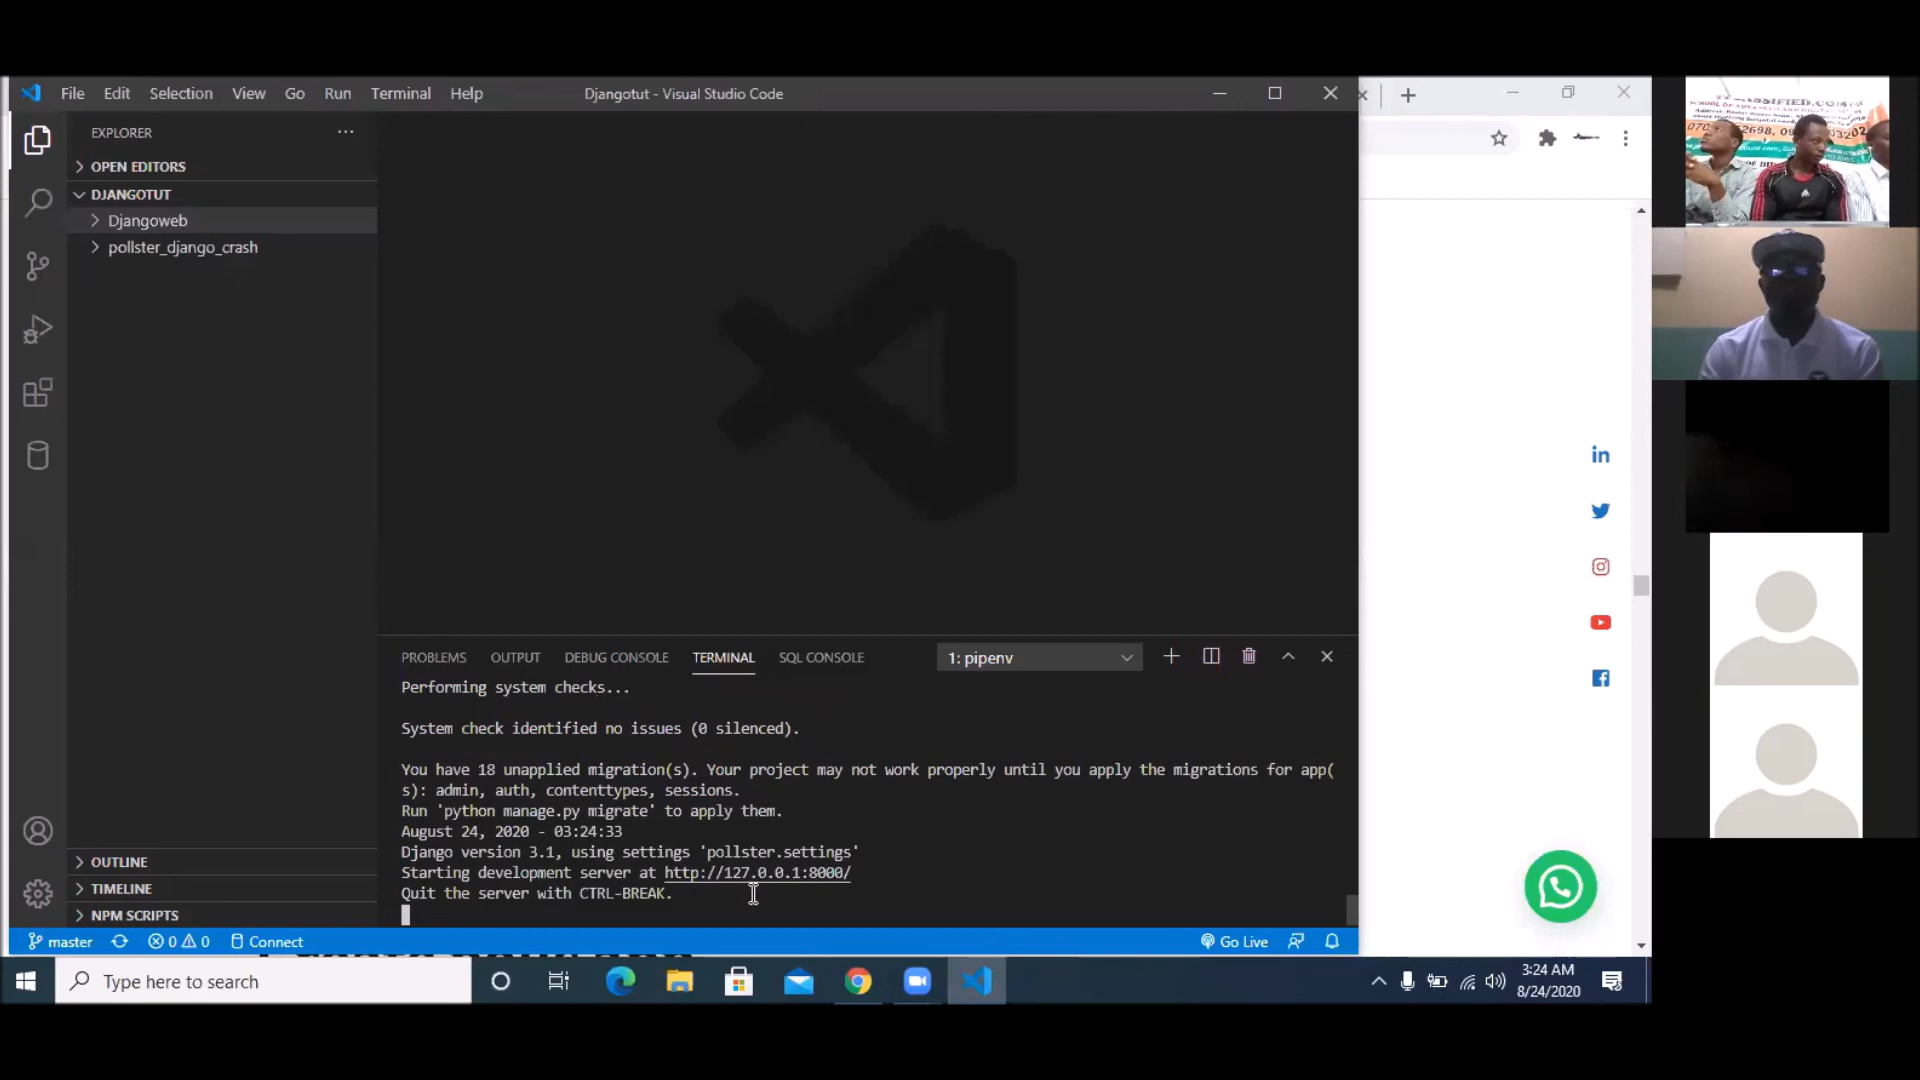 File Edit Selection View Go Run Terminal Help
Djangotut - Visual Studio Code
EXPLORER
OPEN EDITORS
DJANGOTUT
Djangoweb
pollster_django_crash
OUTLINE
TIMELINE
NPM SCRIPTS
PROBLEMS OUTPUT DEBUG CONSOLE TERMINAL SQL CONSOLE
1: pipenv
Performing system checks...
System check identified no issues (0 silenced).
You have 18 unapplied migration(s). Your project may not work properly until you apply the migrations for app(
s): admin, auth, contenttypes, sessions.
Run 'python manage.py migrate' to apply them.
August 24, 2020 - 03:24:33
Django version 3.1, using settings 'pollster.settings'
Starting development server at http://127.0.0.1:8000/
Quit the server with CTRL-BREAK.
master 0 0 Connect
Go Live
Type here to search
3:24 AM
8/24/2020
in